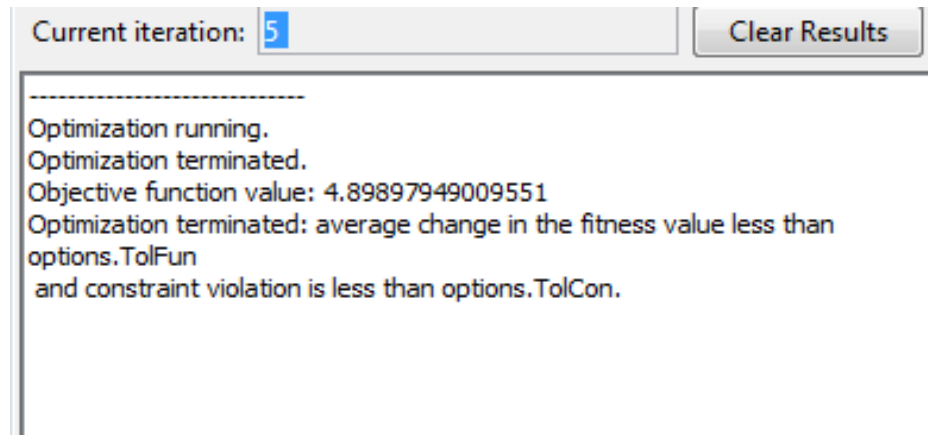 Current iteration: 5 Clear Results
------------------------------
Optimization running.
Optimization terminated.
Objective function value: 4.89897949009551
Optimization terminated: average change in the fitness value less than
options.TolFun
and constraint violation is less than options.TolCon.